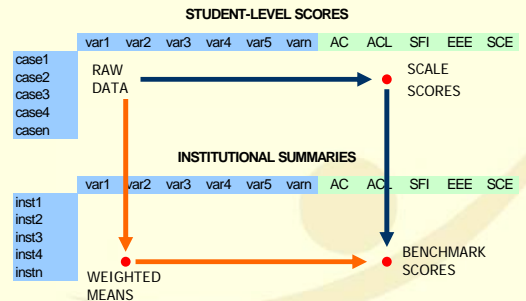 STUDENT-LEVEL SCORES
var1 var2 var3 var4 var5 varn AC ACL SFI EEE SCE
case1
case2
case3
case4
casen
RAW
DATA
SCALE
SCORES
INSTITUTIONAL SUMMARIES
var1 var2 var3 var4 var5 varn AC ACL SFI EEE SCE
inst1
inst2
inst3
inst4
instn
WEIGHTED
MEANS
BENCHMARK
SCORES